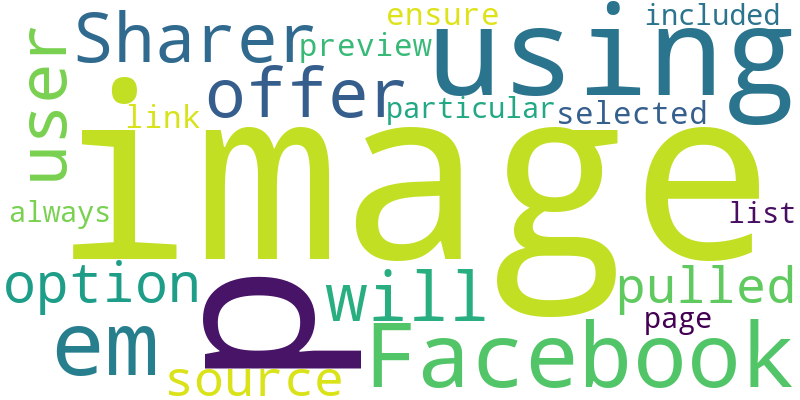 ensure
included
Sharer
using
preview
user
offer
link
particular
selected
image
always
list
option
p
will
pulled
page
em
Facebook
source